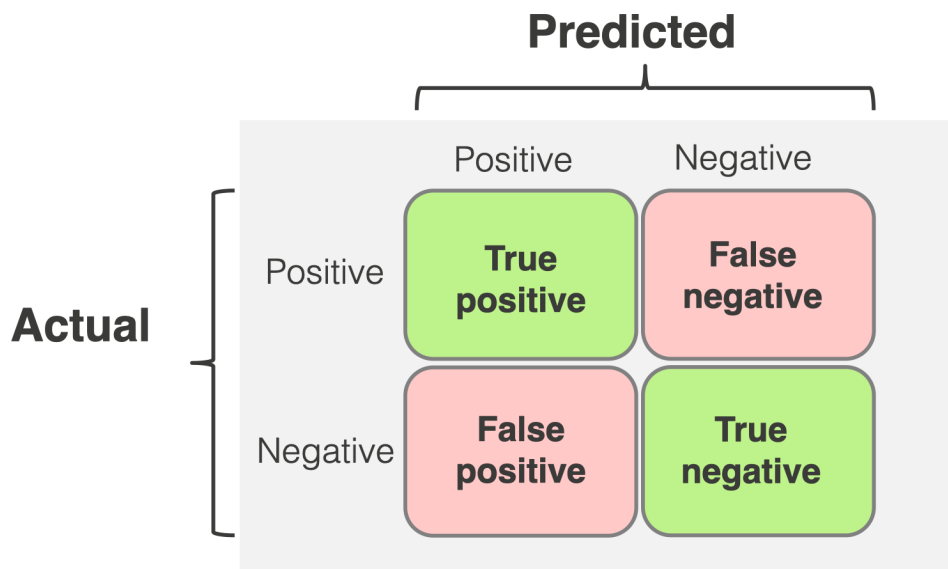 Predicted
Positive Negative
Positive
True
positive
False
negative
Actual
Negative
False
positive
True
negative